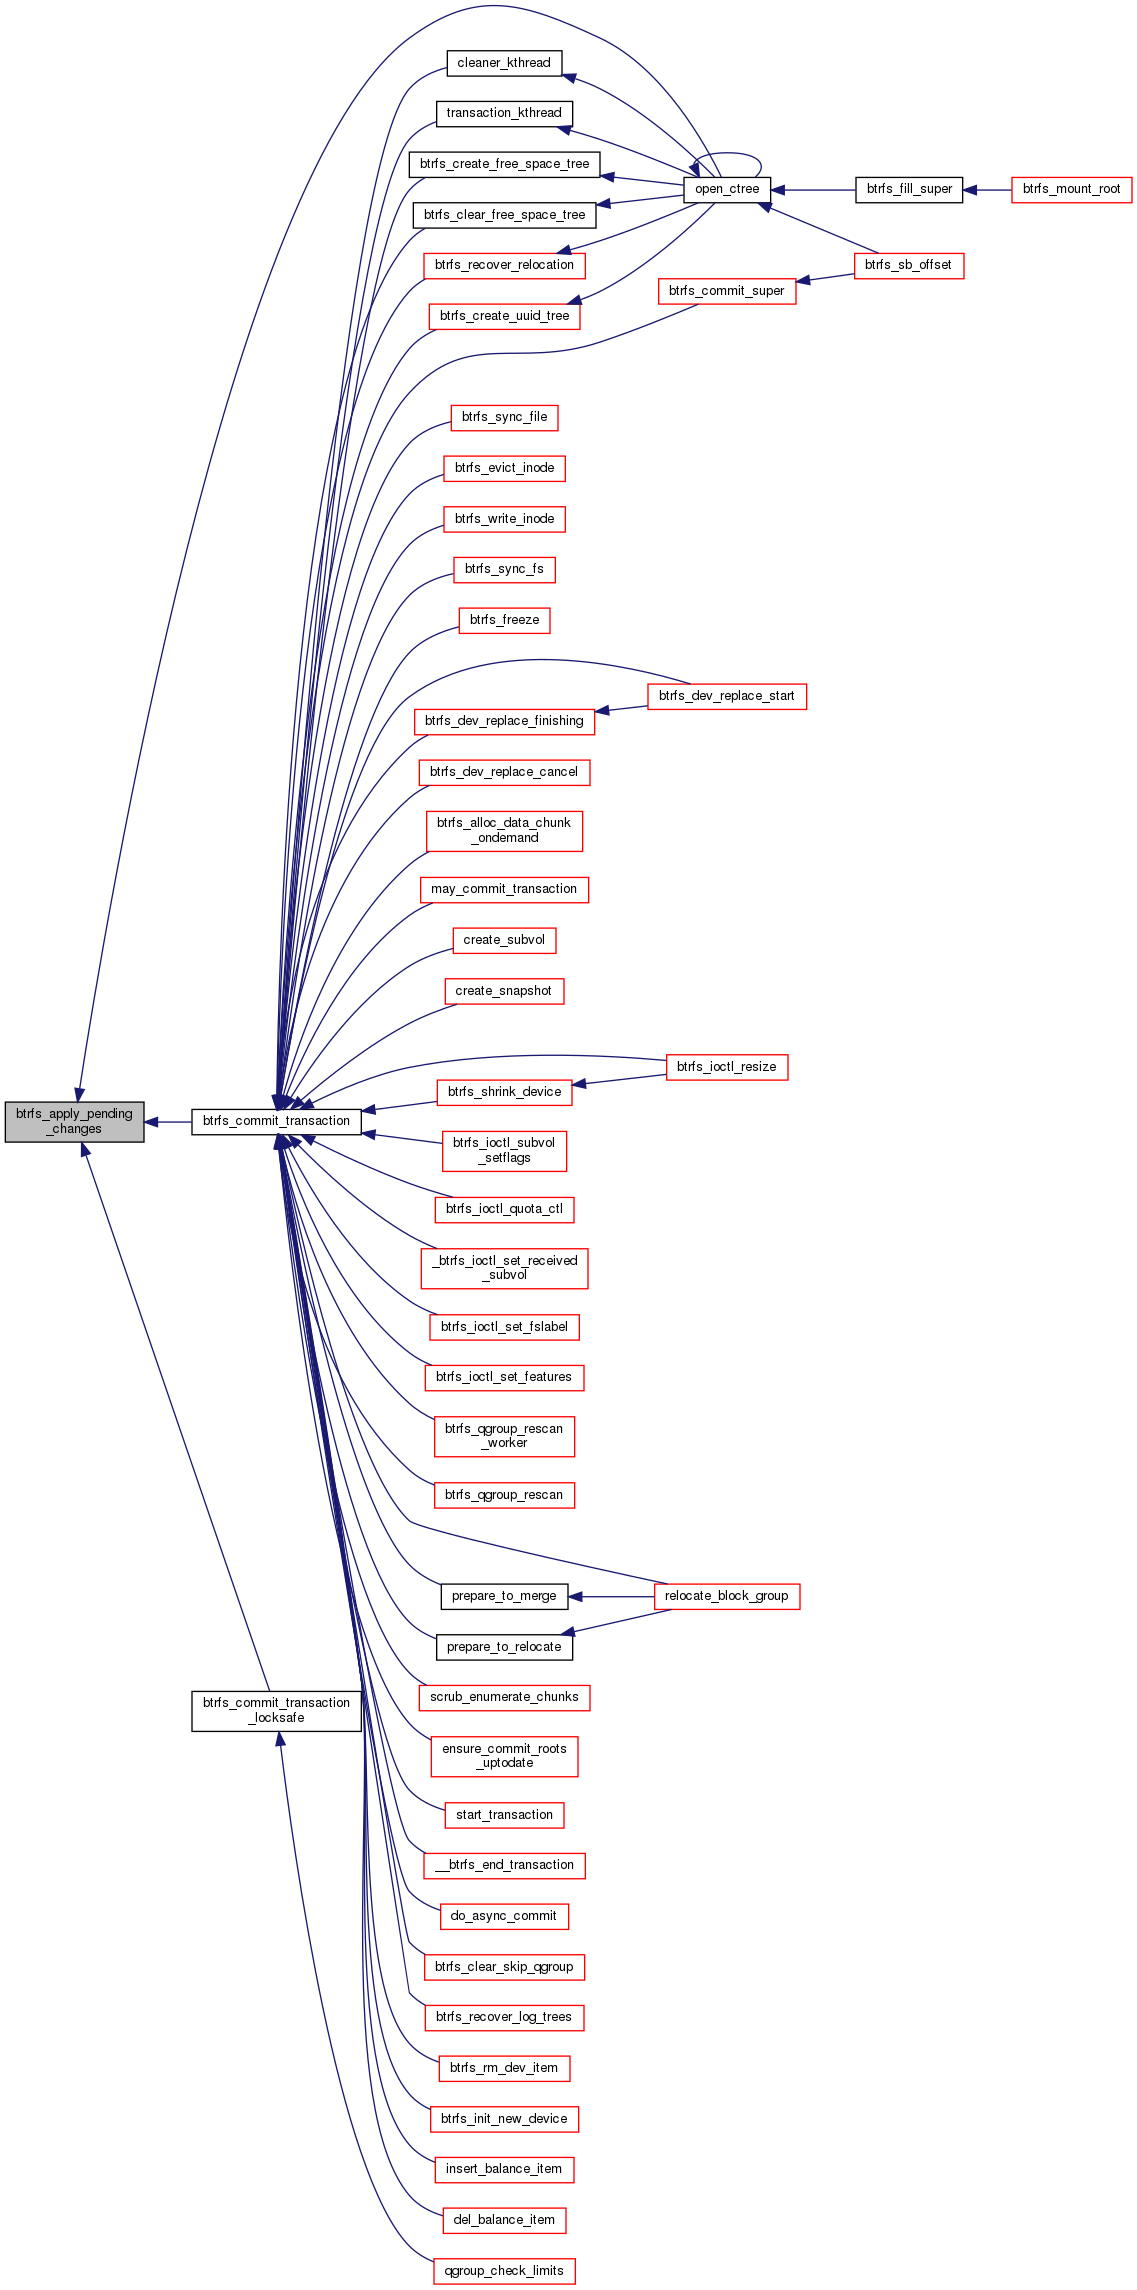 cleaner_kthread
transaction_kthread
btrfs_create_free_space_tree
open_ctree
btrfs_fill_super
btrfs_mount_root
btrfs_clear_free_space_tree
btrfs_recover_relocation
btrfs_sb_offset
btrfs_commit_super
btrfs_create_uuid_tree
btrfs_sync_file
btrfs_evict_inode
btrfs_write_inode
btrfs_sync_fs
btrfs_freeze
btrfs_dev_replace_start
btrfs_dev_replace_finishing
btrfs_dev_replace_cancel
btrfs_alloc_data_chunk
_ondemand
may_commit_transaction
create_subvol
create_snapshot
btrfs_ioctl_resize
btrfs_shrink_device
btrfs_apply_pending
_changes
btrfs_commit_transaction
btrfs_ioctl_subvol
_setflags
btrfs_ioctl_quota_ctl
_btrfs_ioctl_set_received
_subvol
btrfs_ioctl_set_fslabel
btrfs_ioctl_set_features
btrfs_qgroup_rescan
_worker
btrfs_qgroup_rescan
prepare_to_merge
relocate_block_group
prepare_to_relocate
scrub_enumerate_chunks
btrfs_commit_transaction
_locksafe
ensure_commit_roots
_uptodate
start_transaction
__btrfs_end_transaction
do_async_commit
btrfs_clear_skip_qgroup
btrfs_recover_log_trees
btrfs_rm_dev_item
btrfs_init_new_device
insert_balance_item
del_balance_item
qgroup_check_limits